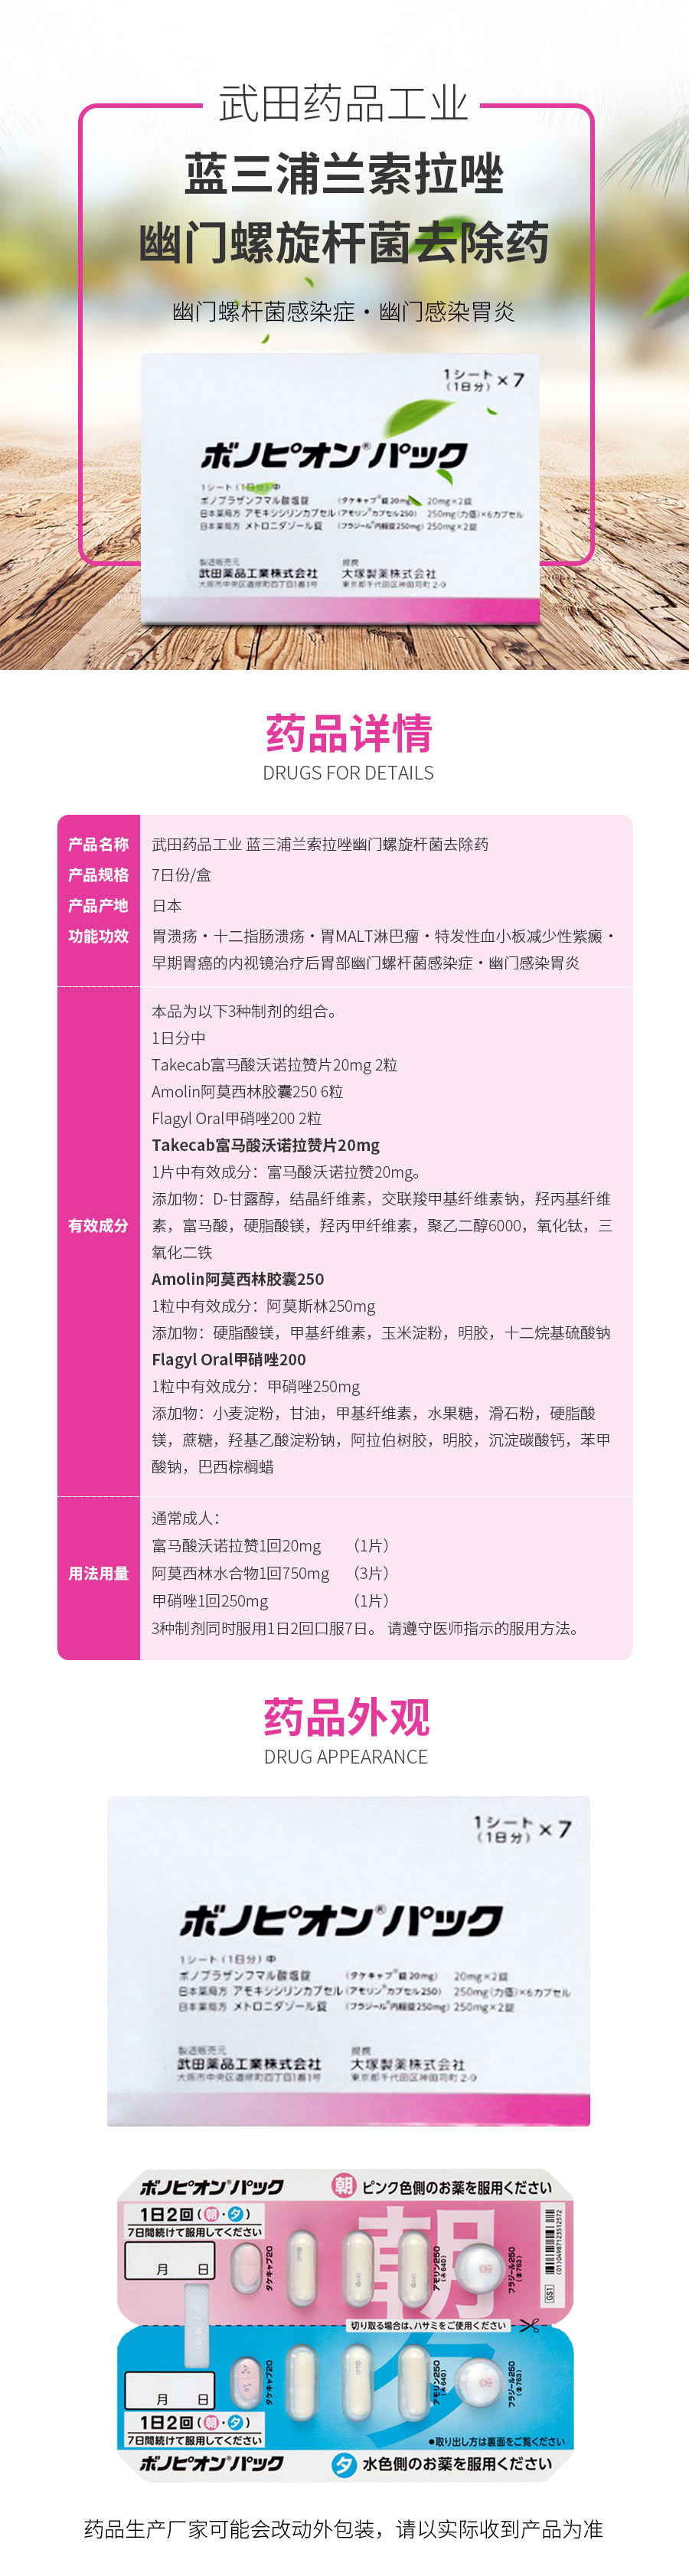 武田药品工业
蓝三浦兰索拉唑
幽门螺旋杆菌去除药
幽门螺杆菌感染症・幽门感染胃炎
1シート ×7
(1日分)
ボノピオン®パック
1シート(1日分)中
ボノプラザンフマル酸塩錠 (タケキャブ®錠20mg) 20mg×2錠
日本薬局方 アモキシシリンカプセル (アモリン®カプセル250) 250mg(力価)×6カプセル
日本薬局方 メトロニダゾール錠 (フラジール®内服錠250mg) 250mg×2錠
製造販売元 提携
武田薬品工業株式会社 大塚製薬株式会社
大阪市中央区道修町四丁目1番1号 東京都千代田区神田司町2-9
药品详情
DRUGS FOR DETAILS
产品名称 武田药品工业 蓝三浦兰索拉唑幽门螺旋杆菌去除药
产品规格 7日份/盒
产品产地 日本
功能功效 胃溃疡・十二指肠溃疡・胃MALT淋巴瘤・特发性血小板减少性紫癜・
早期胃癌的内视镜治疗后胃部幽门螺杆菌感染症・幽门感染胃炎
有效成分
本品为以下3种制剂的组合。
1日分中
Takecab富马酸沃诺拉赞片20mg 2粒
Amolin阿莫西林胶囊250 6粒
Flagyl Oral甲硝唑200 2粒
Takecab富马酸沃诺拉赞片20mg
1片中有效成分：富马酸沃诺拉赞20mg。
添加物：D-甘露醇，结晶纤维素，交联羧甲基纤维素钠，羟丙基纤维
素，富马酸，硬脂酸镁，羟丙甲纤维素，聚乙二醇6000，氧化钛，三
氧化二铁
Amolin阿莫西林胶囊250
1粒中有效成分：阿莫斯林250mg
添加物：硬脂酸镁，甲基纤维素，玉米淀粉，明胶，十二烷基硫酸钠
Flagyl Oral甲硝唑200
1粒中有效成分：甲硝唑250mg
添加物：小麦淀粉，甘油，甲基纤维素，水果糖，滑石粉，硬脂酸
镁，蔗糖，羟基乙酸淀粉钠，阿拉伯树胶，明胶，沉淀碳酸钙，苯甲
酸钠，巴西棕榈蜡
用法用量
通常成人：
富马酸沃诺拉赞1回20mg （1片）
阿莫西林水合物1回750mg （3片）
甲硝唑1回250mg （1片）
3种制剂同时服用1日2回口服7日。 请遵守医师指示的服用方法。
药品外观
DRUG APPEARANCE
1シート ×7
(1日分)
ボノピオン®パック
1シート(1日分)中
ボノプラザンフマル酸塩錠 (タケキャブ®錠20mg) 20mg×2錠
日本薬局方 アモキシシリンカプセル (アモリン®カプセル250) 250mg(力価)×6カプセル
日本薬局方 メトロニダゾール錠 (フラジール®内服錠250mg) 250mg×2錠
製造販売元 提携
武田薬品工業株式会社 大塚製薬株式会社
大阪市中央区道修町四丁目1番1号 東京都千代田区神田司町2-9
ボノピオン®パック 朝 ピンク色側のお薬を服用ください
1日2回(朝・夕)
7日間続けて服用してください
朝
月 日
タケキャブ20
アモリン250
フラジール250
(01)04987123512572
GS1
切り取る場合は、ハサミをご使用ください
夕
月 日
タケキャブ20
アモリン250
フラジール250
1日2回(朝・夕)
7日間続けて服用してください
●取り出し方は裏面をご覧ください
ボノピオン®パック 夕 水色側のお薬を服用ください
药品生产厂家可能会改动外包装，请以实际收到产品为准